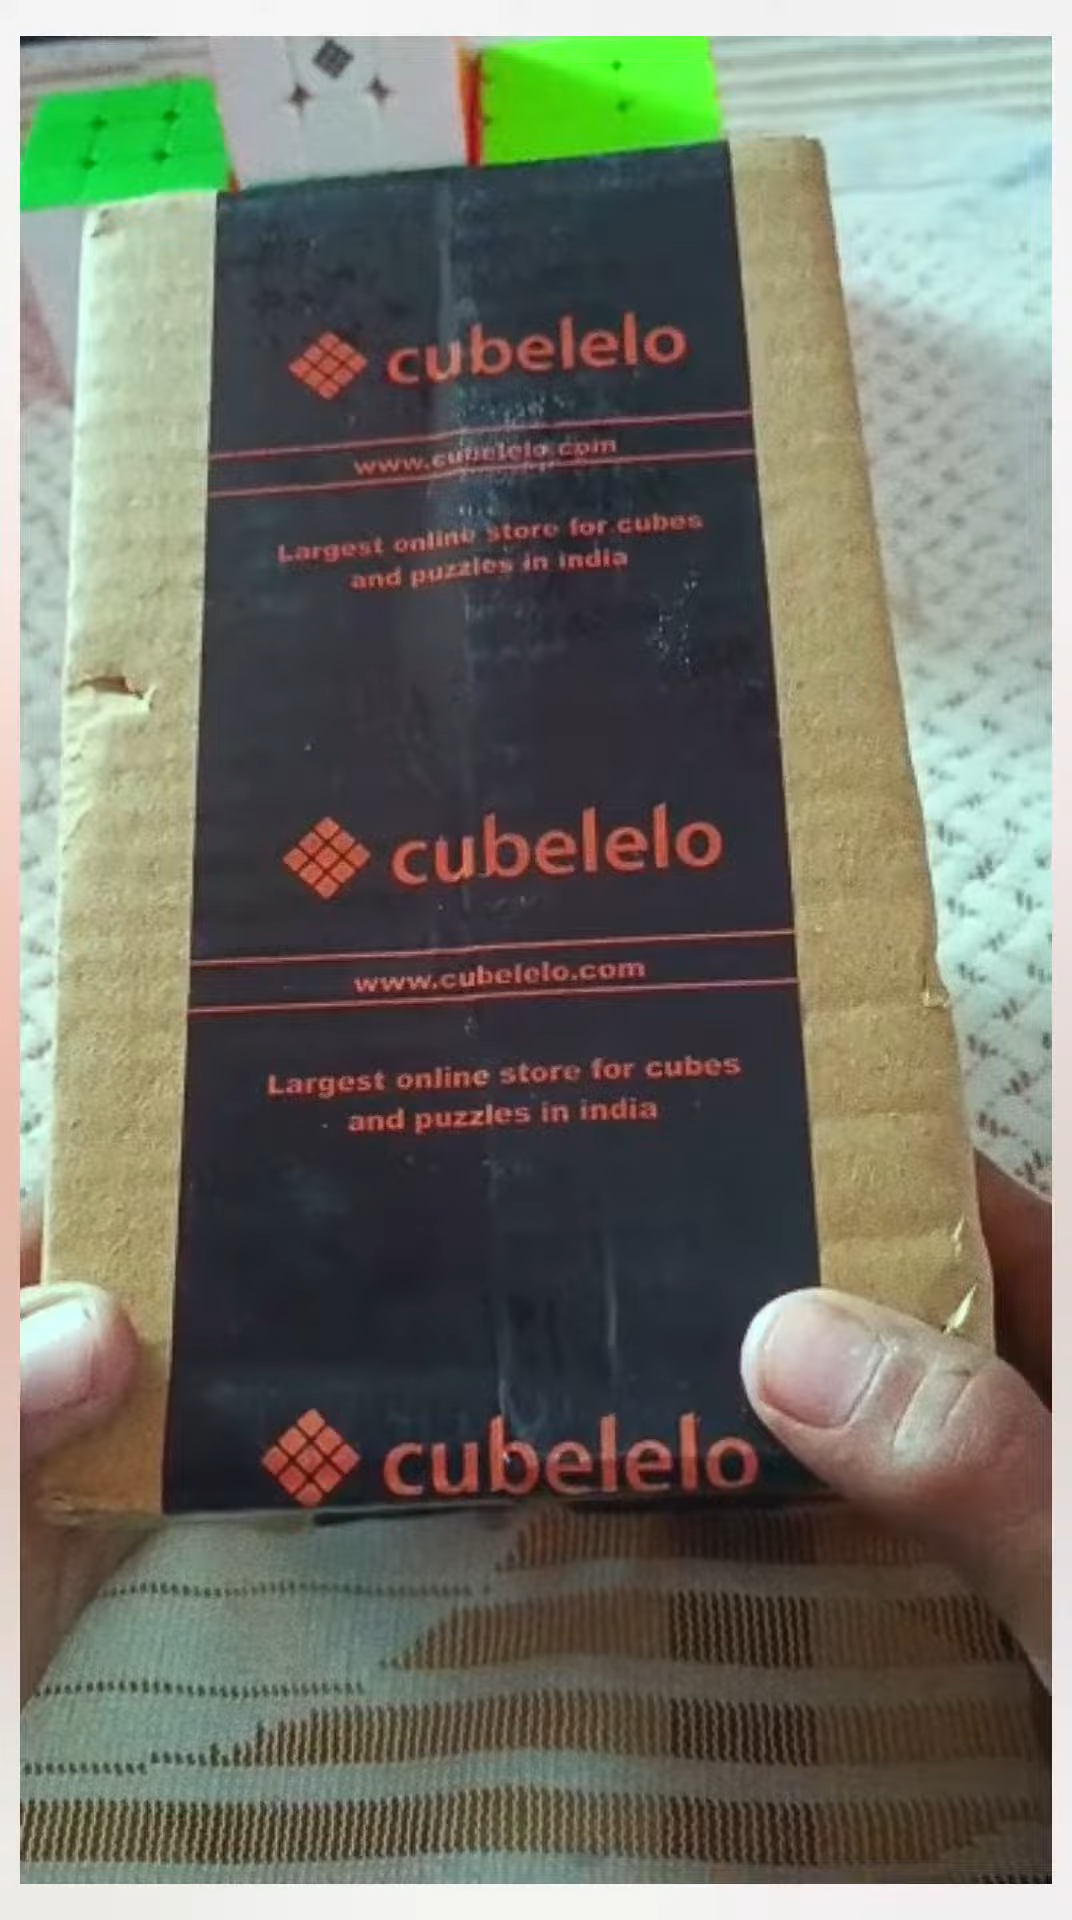 cubelelo
www.cubelelo.com
Largest online store for cubes
and puzzles in india
cubelelo
www.cubelelo.com
Largest online store for cubes
and puzzles in india
cubelelo